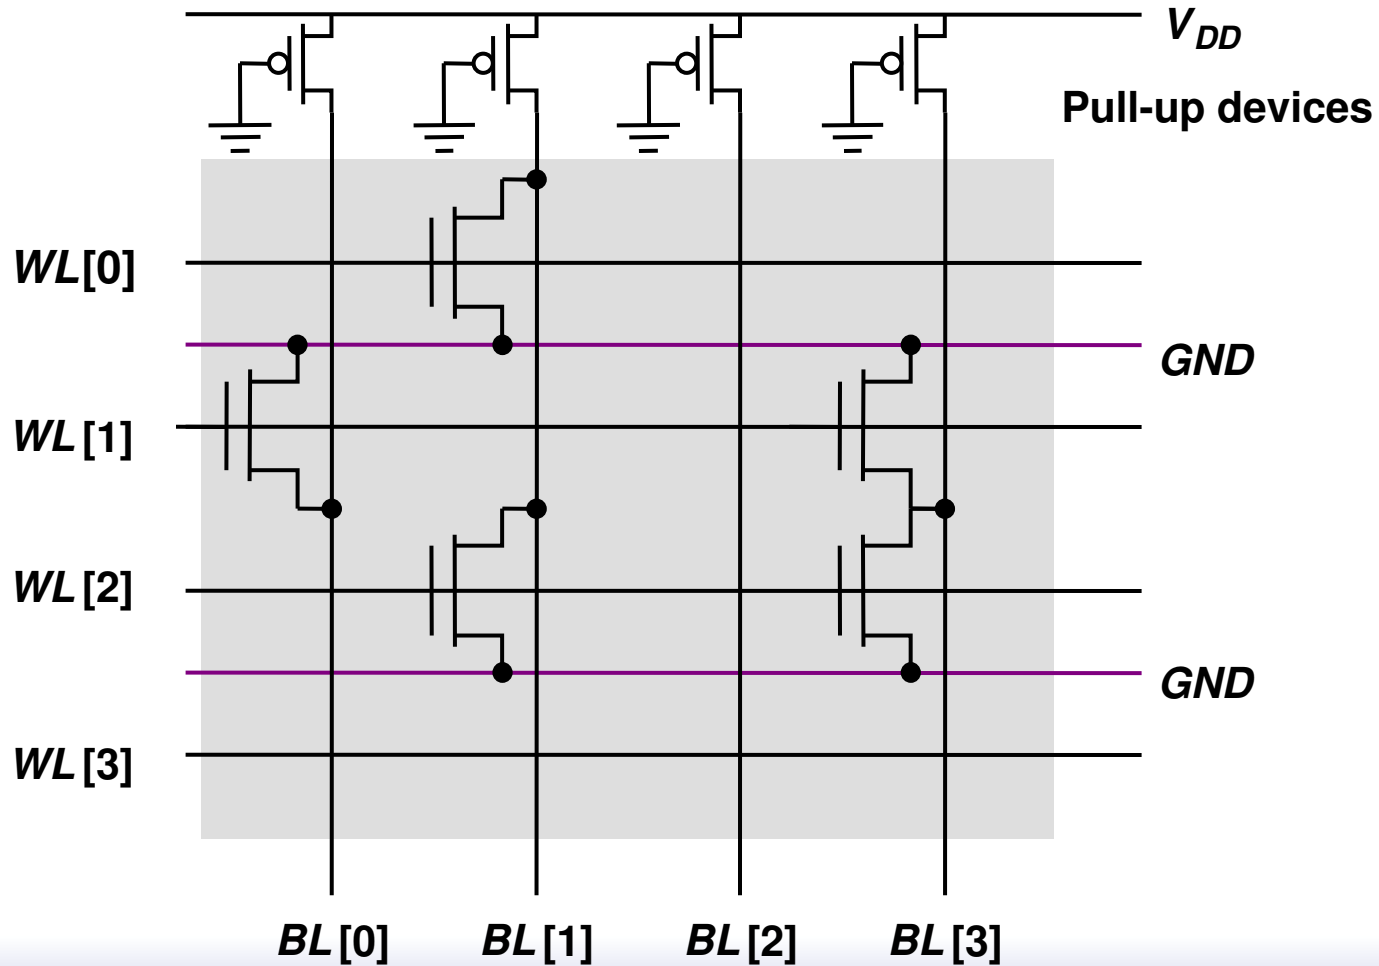 V_DD
Pull-up devices
WL[0]
GND
WL[1]
WL[2]
GND
WL[3]
BL[0] BL[1] BL[2] BL[3]